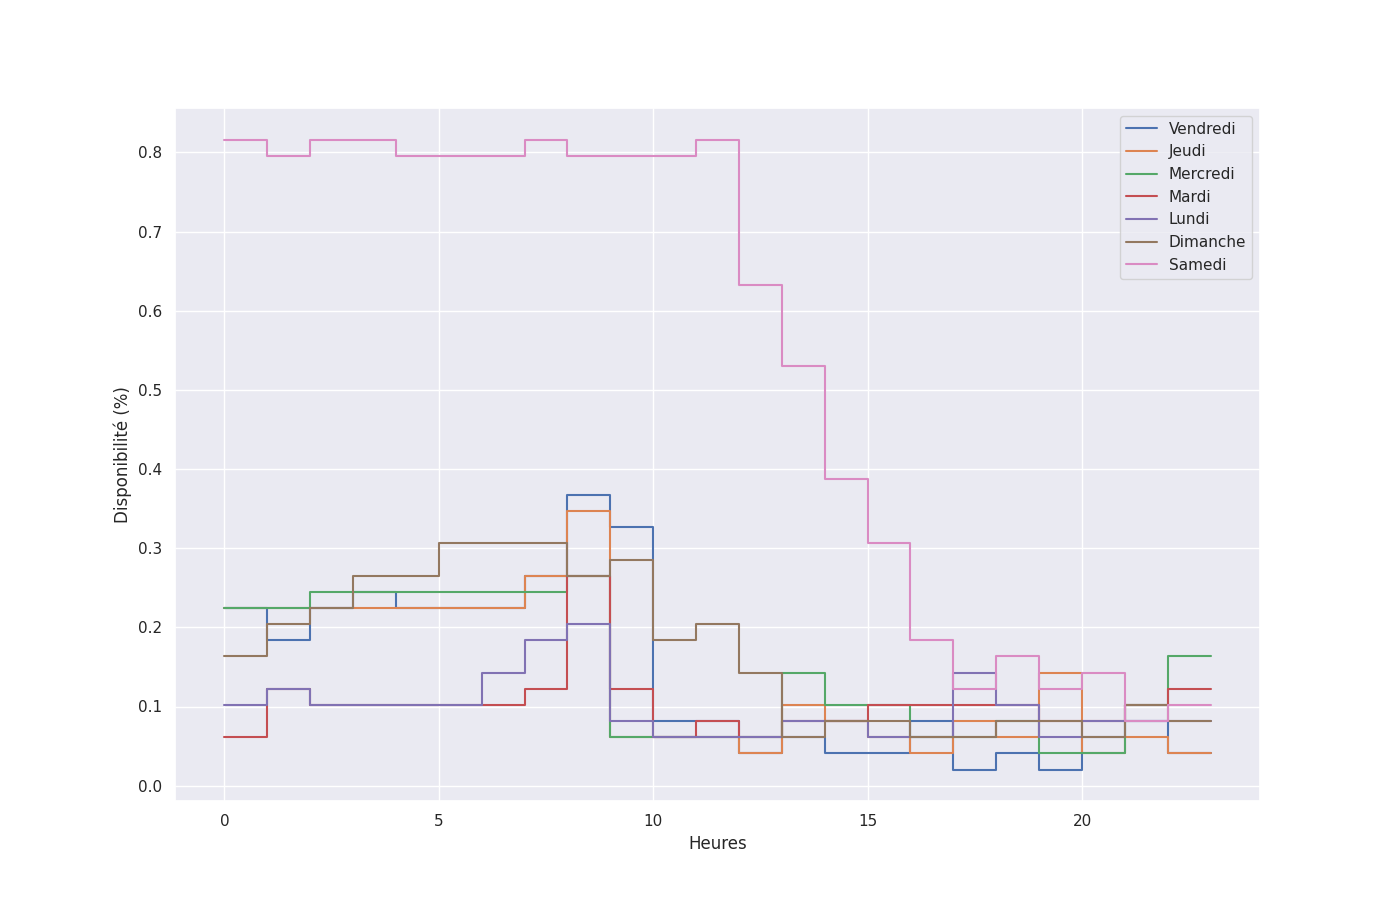 Vendredi
Jeudi
Mercredi
Mardi
Lundi
Dimanche
Samedi
0.8
0.7
0.6
0.5
0.4
0.3
0.2
0.1
0.0
Disponibilité (%)
0 5 10 15 20
Heures